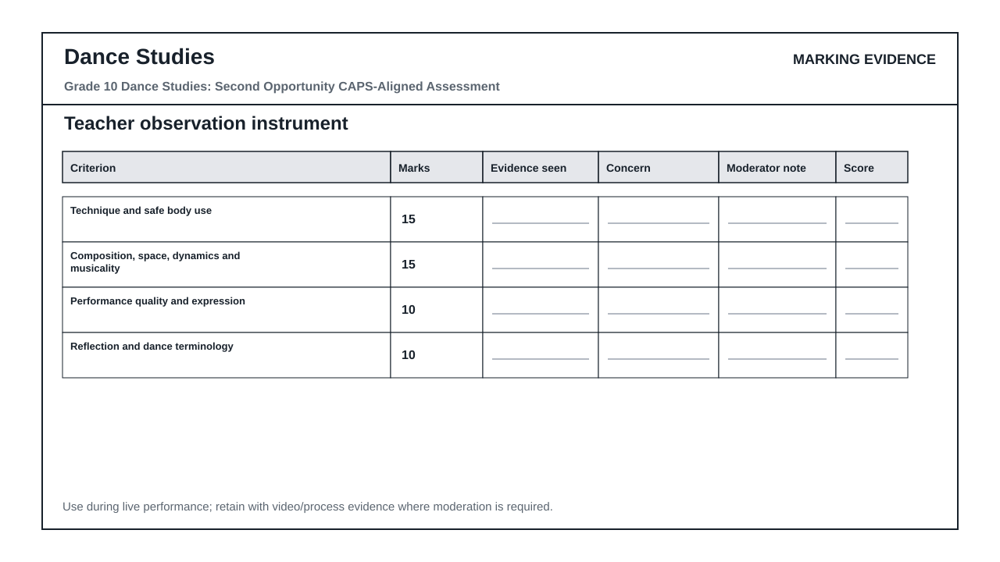 Dance Studies
MARKING EVIDENCE
Grade 10 Dance Studies: Second Opportunity CAPS-Aligned Assessment
Teacher observation instrument
Criterion Marks Evidence seen Concern Moderator note Score
Technique and safe body use 15
Composition, space, dynamics and
musicality 15
Performance quality and expression 10
Reflection and dance terminology 10
Use during live performance; retain with video/process evidence where moderation is required.